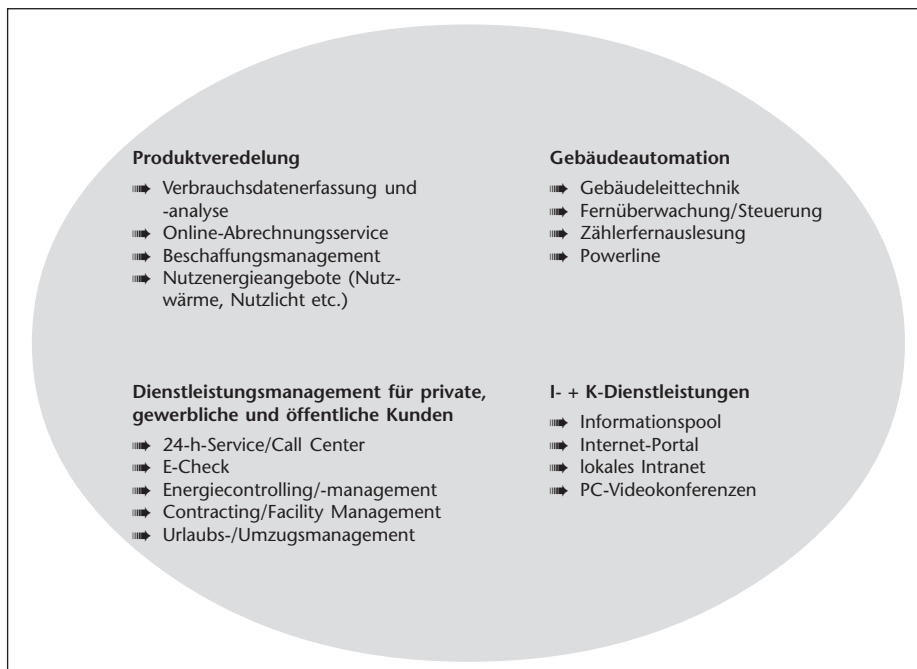 Produktveredelung
Verbrauchsdatenerfassung und
-analyse
Online-Abrechnungsservice
Beschaffungsmanagement
Nutzenergieangebote (Nutz-
wärme, Nutzlicht etc.)
Gebäudeautomation
Gebäudeleittechnik
Fernüberwachung/Steuerung
Zählerfernauslesung
Powerline
Dienstleistungsmanagement für private,
gewerbliche und öffentliche Kunden
24-h-Service/Call Center
E-Check
Energiecontrolling/-management
Contracting/Facility Management
Urlaubs-/Umzugsmanagement
I- + K-Dienstleistungen
Informationspool
Internet-Portal
lokales Intranet
PC-Videokonferenzen